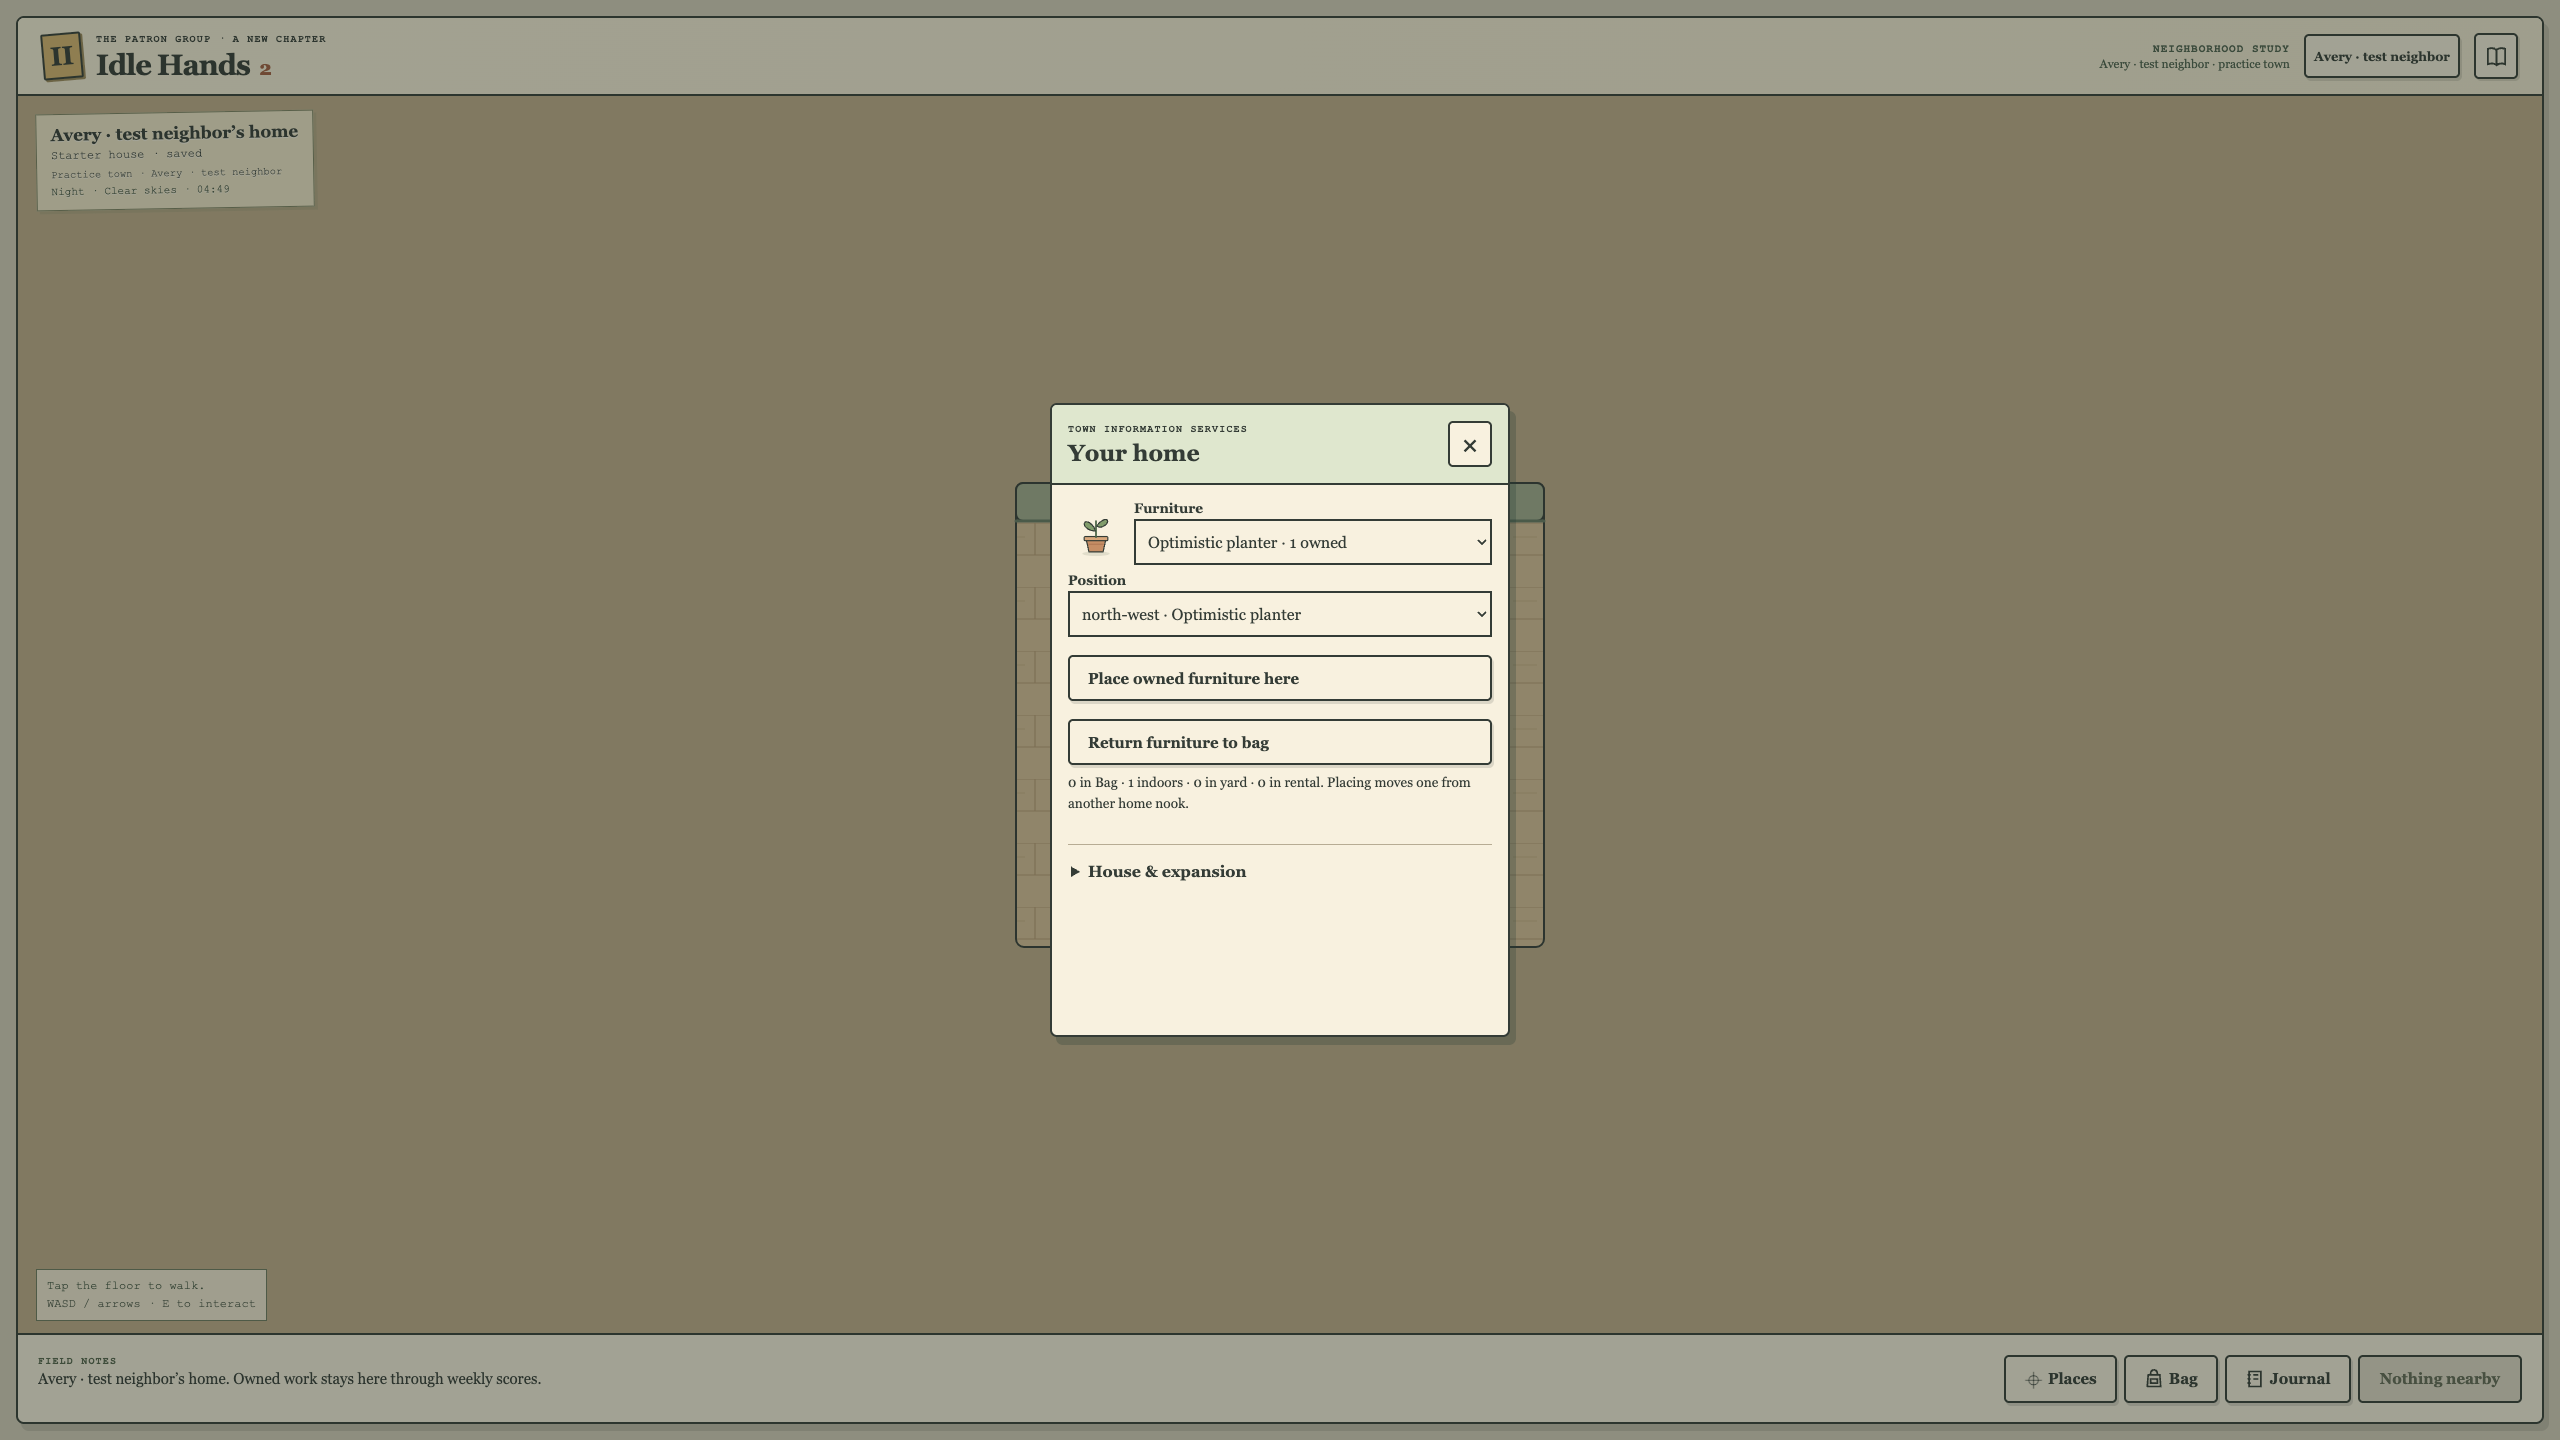 II
THE PATRON GROUP · A NEW CHAPTER
Idle Hands 2
NEIGHBORHOOD STUDY
Avery · test neighbor · practice town
Avery · test neighbor
Avery · test neighbor’s home
Starter house · saved
Practice town · Avery · test neighbor
Night · Clear skies · 04:49
TOWN INFORMATION SERVICES
Your home
Furniture
Optimistic planter · 1 owned
Position
north-west · Optimistic planter
Place owned furniture here
Return furniture to bag
0 in Bag · 1 indoors · 0 in yard · 0 in rental. Placing moves one from
another home nook.
House & expansion
Tap the floor to walk.
WASD / arrows · E to interact
FIELD NOTES
Avery · test neighbor’s home. Owned work stays here through weekly scores.
Places
Bag
Journal
Nothing nearby